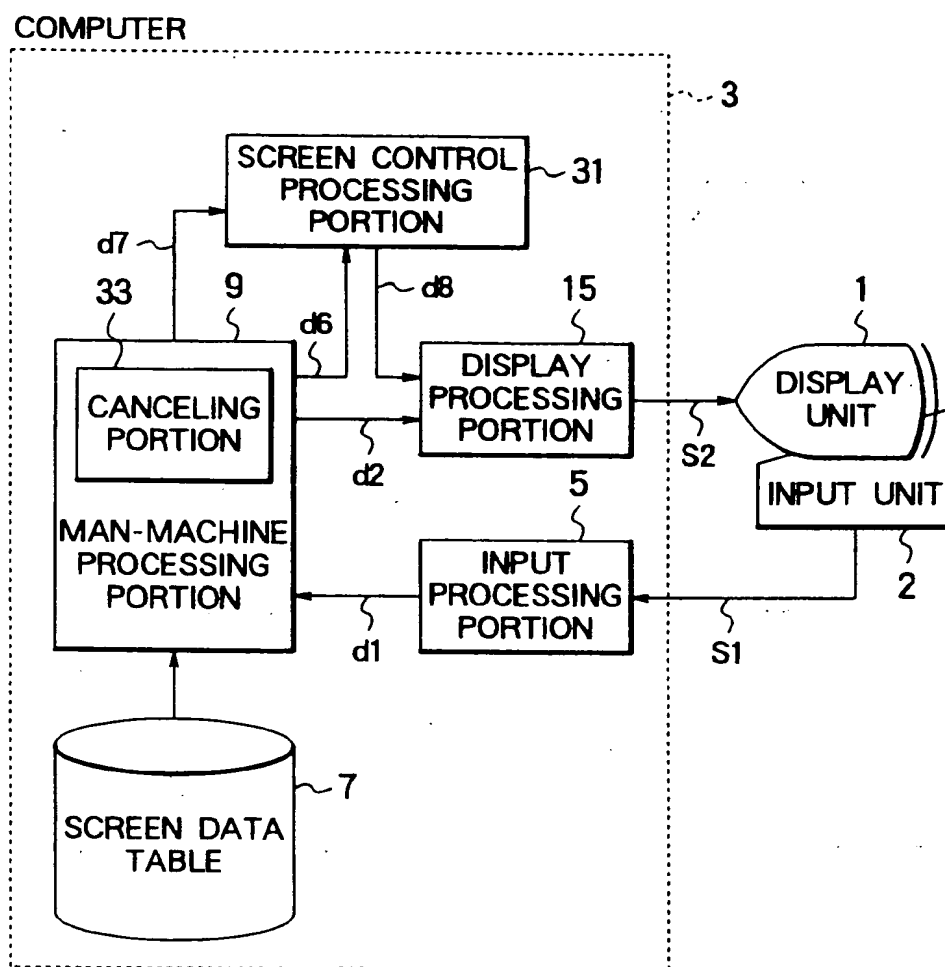 COMPUTER
3
SCREEN CONTROL
PROCESSING
PORTION
31
d7
d8
33
9
d6
15
1
CANCELING
PORTION
DISPLAY
PROCESSING
PORTION
DISPLAY
UNIT
d2
S2
5
INPUT UNIT
MAN-MACHINE
PROCESSING
PORTION
INPUT
PROCESSING
PORTION
2
d1
S1
7
SCREEN DATA
TABLE